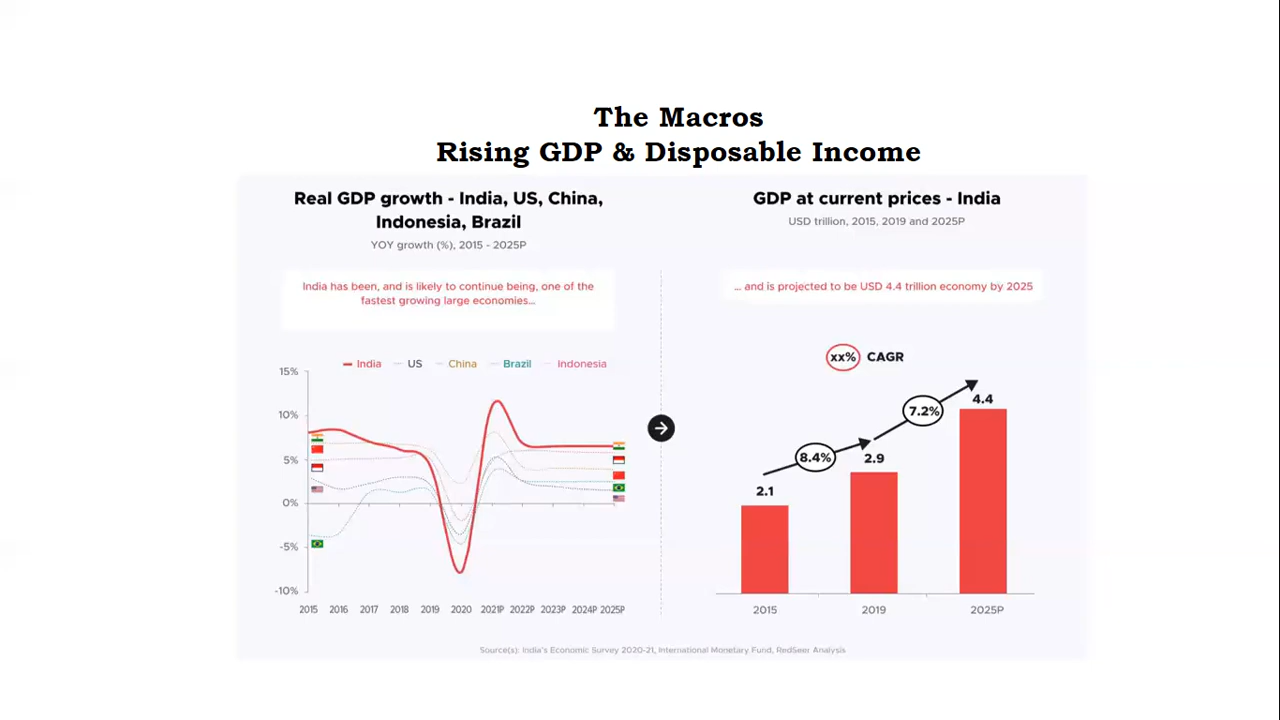 The Macros
Rising GDP & Disposable Income
Real GDP growth - India, US, China,
Indonesia, Brazil
YOY growth (%), 2015 - 2025P
India has been, and is likely to continue being, one of the
fastest growing large economies...
India US China Brazil Indonesia
15%
10%
5%
0%
-5%
-10%
2015 2016 2017 2018 2019 2020 2021P 2022P 2023P 2024P 2025P
GDP at current prices - India
USD trillion, 2015, 2019 and 2025P
... and is projected to be USD 4.4 trillion economy by 2025
xx% CAGR
8.4%
7.2%
2.1
2.9
4.4
2015 2019 2025P
Source(s): India's Economic Survey 2020-21, International Monetary Fund, RedSeer Analysis